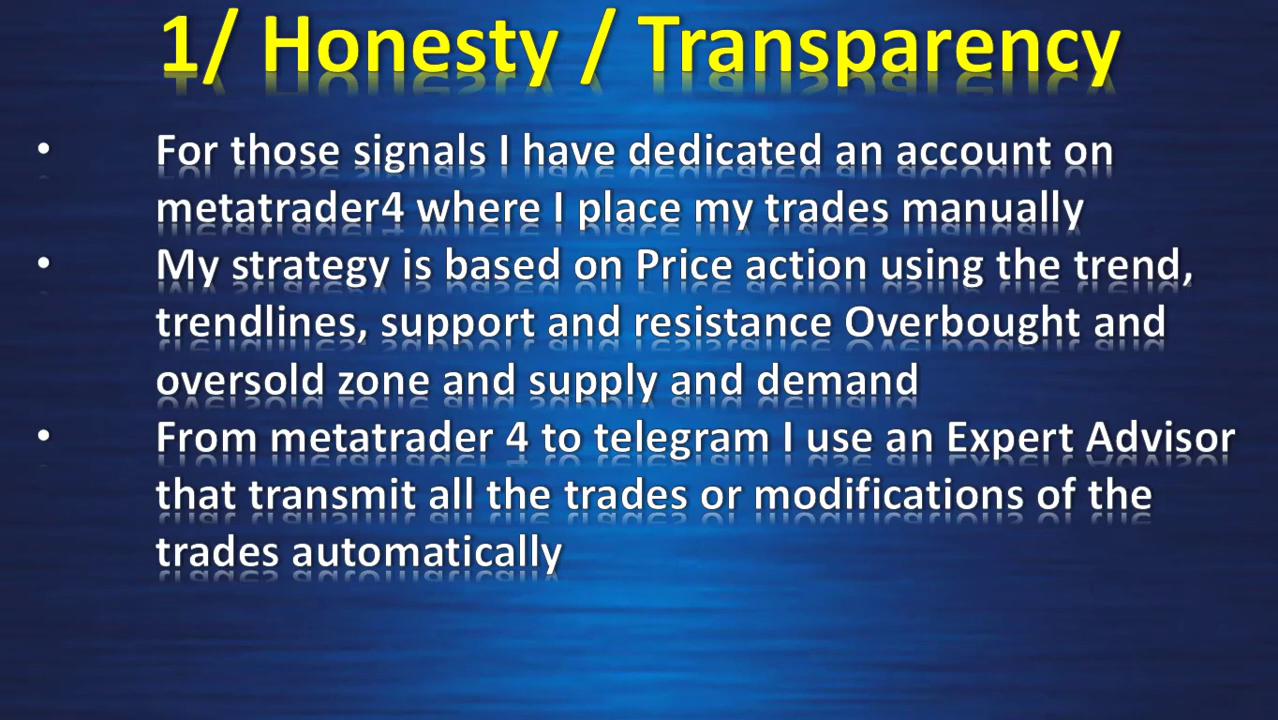 1/ Honesty / Transparency
• For those signals I have dedicated an account on
metatrader4 where I place my trades manually
• My strategy is based on Price action using the trend,
trendlines, support and resistance Overbought and
oversold zone and supply and demand
• From metatrader 4 to telegram I use an Expert Advisor
that transmit all the trades or modifications of the
trades automatically